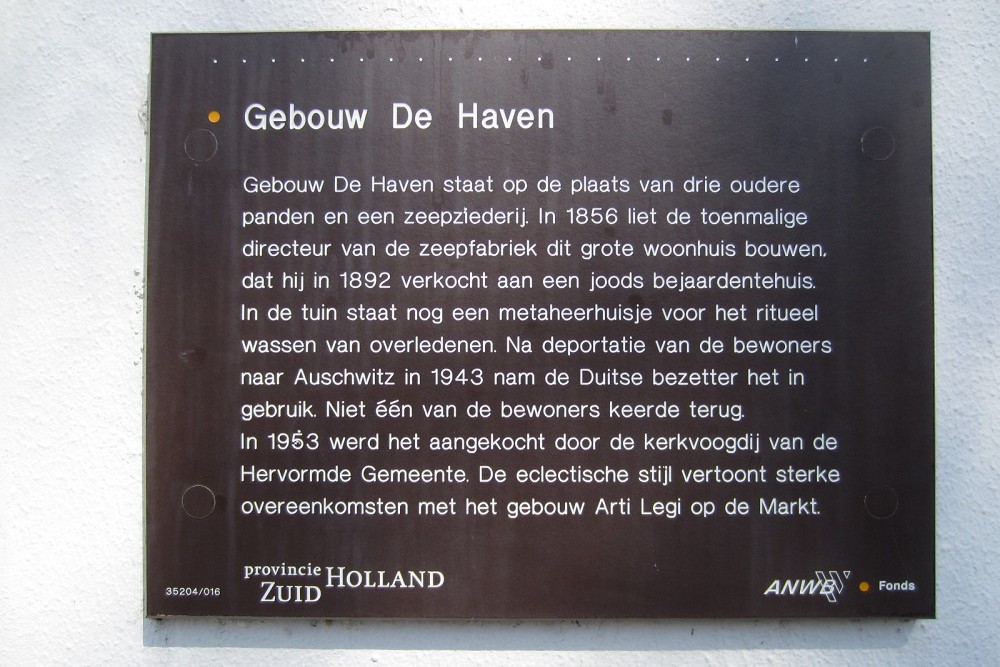 Gebouw De Haven
Gebouw De Haven staat op de plaats van drie oudere
panden en een zeepziederij. In 1856 liet de toenmalige
directeur van de zeepfabriek dit grote woonhuis bouwen,
dat hij in 1892 verkocht aan een joods bejaardentehuis.
In de tuin staat nog een metaheerhuisje voor het ritueel
wassen van overledenen. Na deportatie van de bewoners
naar Auschwitz in 1943 nam de Duitse bezetter het in
gebruik. Niet één van de bewoners keerde terug.
In 1953 werd het aangekocht door de kerkvoogdij van de
Hervormde Gemeente. De eclectische stijl vertoont sterke
overeenkomsten met het gebouw Arti Legi op de Markt.
35204/016
provincie HOLLAND
ZUID
ANWB Fonds